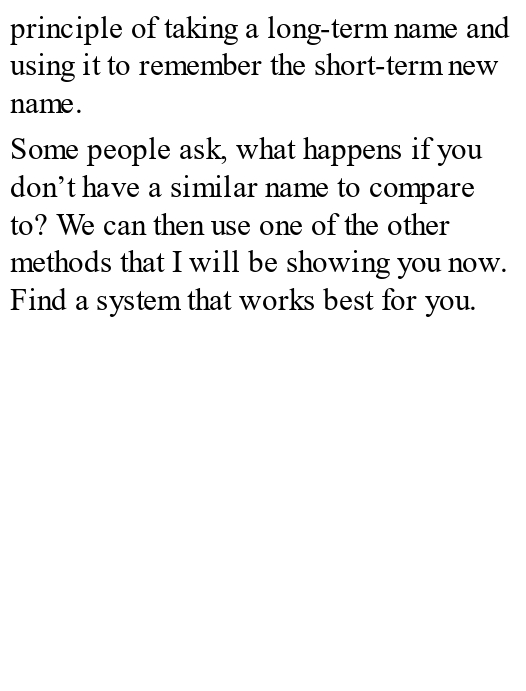 principle of taking a long-term name and
using it to remember the short-term new
name.
Some people ask, what happens if you
don’t have a similar name to compare
to? We can then use one of the other
methods that I will be showing you now.
Find a system that works best for you.